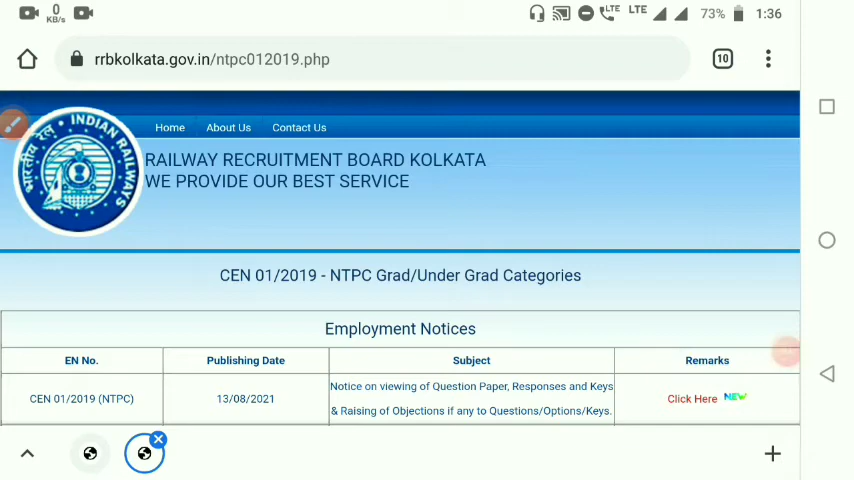 0
KB/s
LTE LTE 73% 1:36
rrbkolkata.gov.in/ntpc012019.php
10
Home About Us Contact Us
INDIAN RAILWAYS
भारतीय रेल
RAILWAY RECRUITMENT BOARD KOLKATA
WE PROVIDE OUR BEST SERVICE
CEN 01/2019 - NTPC Grad/Under Grad Categories
Employment Notices
EN No. Publishing Date Subject Remarks
CEN 01/2019 (NTPC) 13/08/2021 Notice on viewing of Question Paper, Responses and Keys
& Raising of Objections if any to Questions/Options/Keys. Click Here NEW